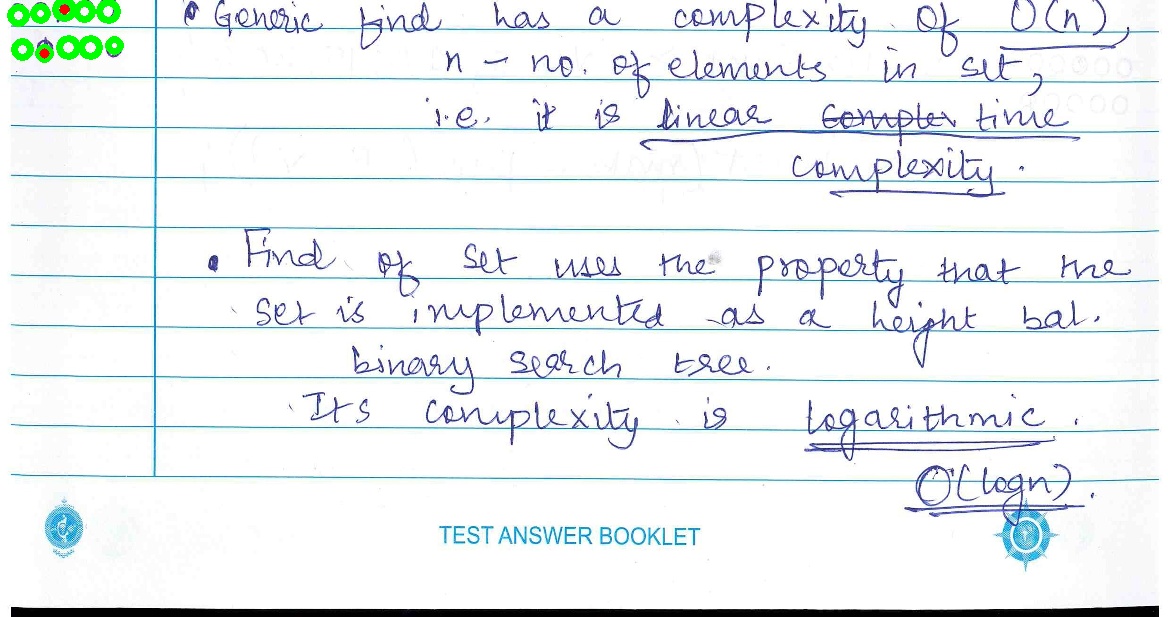 • Generic find has a complexity of O(n),
n - no. of elements in set,
i.e. it is linear Complex time
complexity.
• Find of set uses the property that the
set is implemented as a height bal.
binary search tree.
Its complexity is logarithmic.
O(logn).
TEST ANSWER BOOKLET